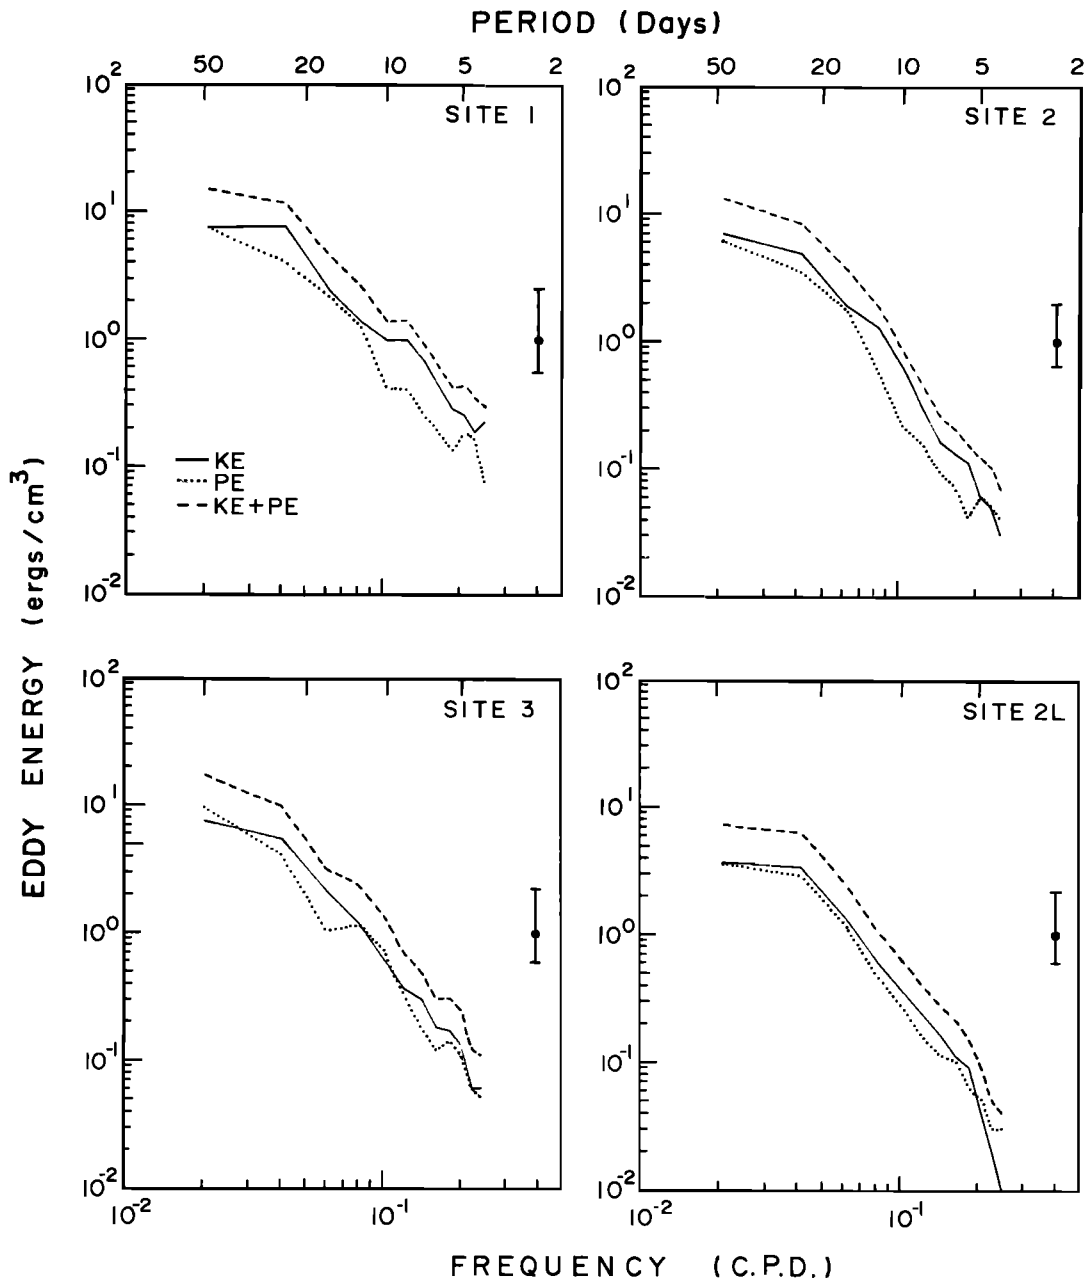 PERIOD (Days)
50 20 10 5 2
50 20 10 5 2
10² 10¹ 10⁰ 10⁻¹ 10⁻²
SITE 1
KE
PE
KE+PE
10² 10¹ 10⁰ 10⁻¹ 10⁻²
SITE 2
EDDY ENERGY (ergs/cm³)
10² 10¹ 10⁰ 10⁻¹ 10⁻²
SITE 3
10⁻² 10⁻¹
10² 10¹ 10⁰ 10⁻¹ 10⁻²
SITE 2L
10⁻² 10⁻¹
FREQUENCY (C.P.D.)